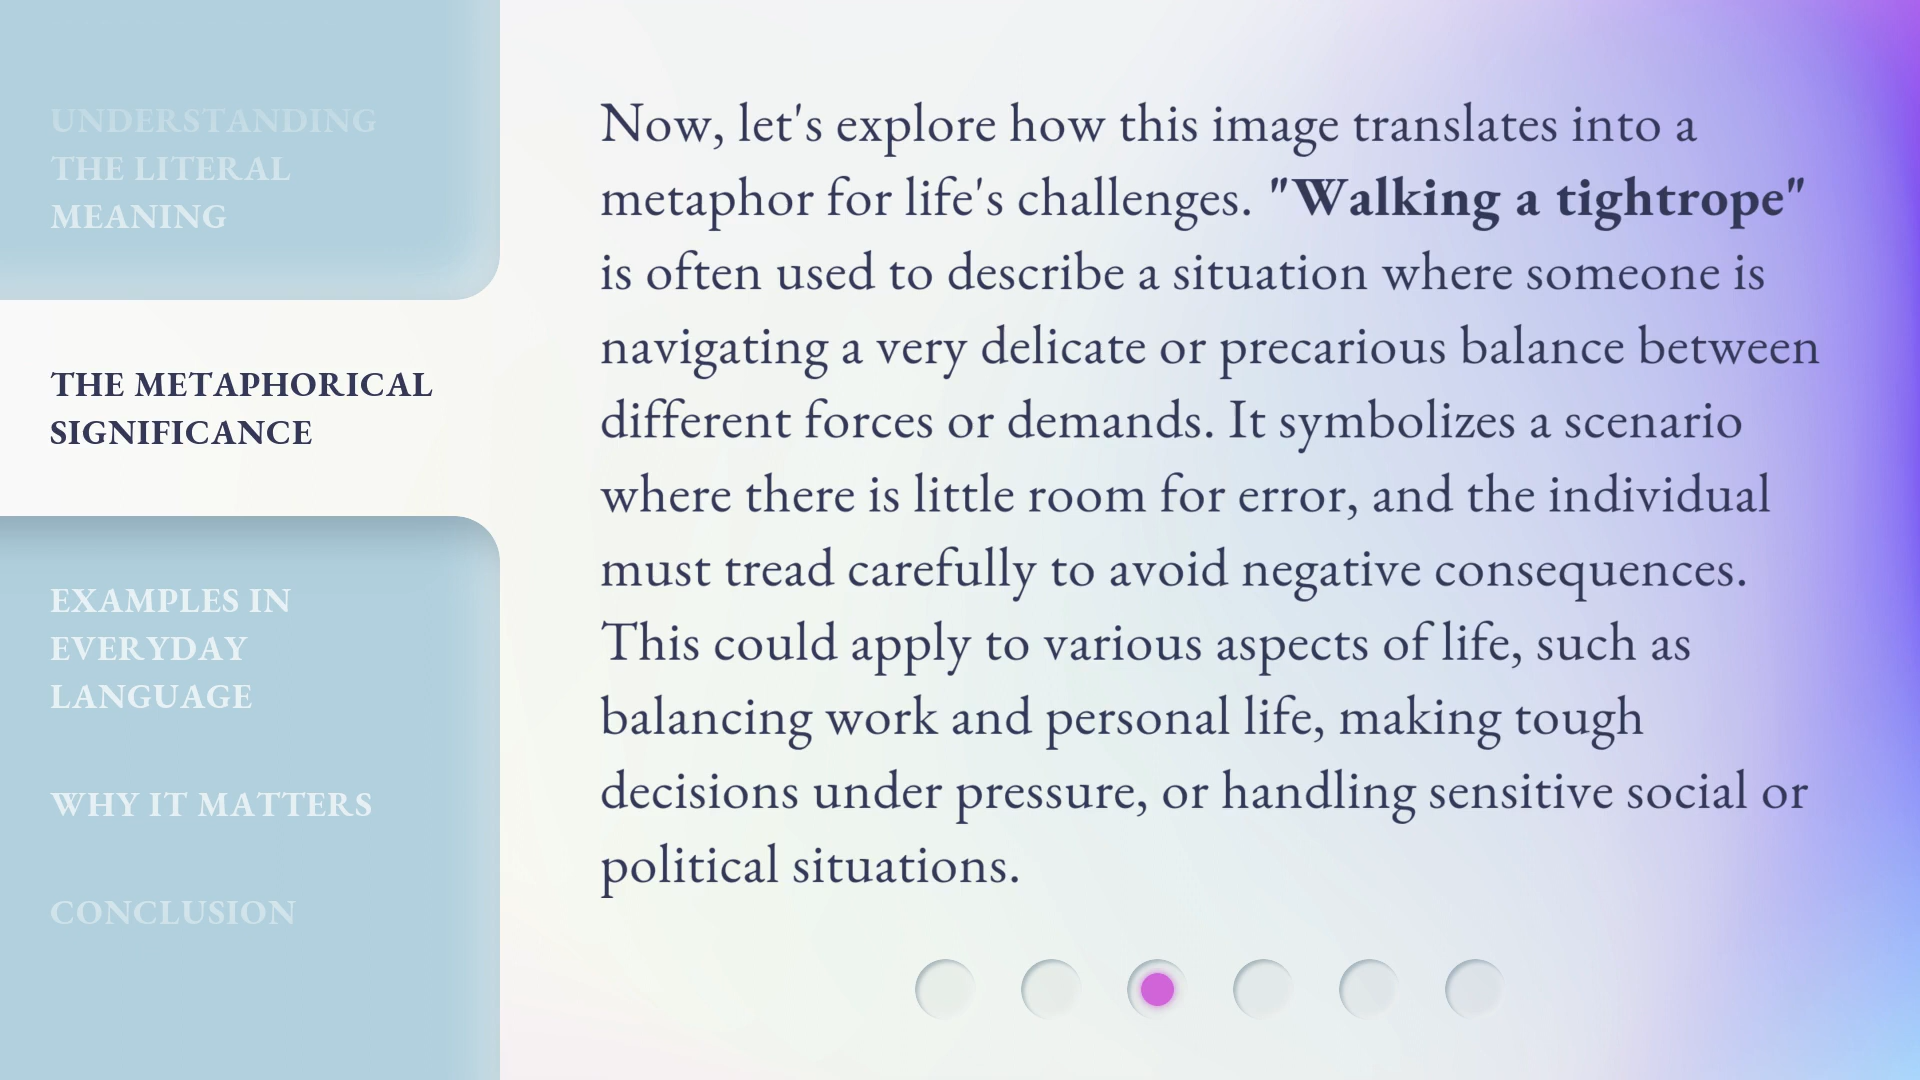 UNDERSTANDING
THE LITERAL
MEANING
THE METAPHORICAL
SIGNIFICANCE
EXAMPLES IN
EVERYDAY
LANGUAGE
WHY IT MATTERS
CONCLUSION
Now, let's explore how this image translates into a
metaphor for life's challenges. "Walking a tightrope"
is often used to describe a situation where someone is
navigating a very delicate or precarious balance between
different forces or demands. It symbolizes a scenario
where there is little room for error, and the individual
must tread carefully to avoid negative consequences.
This could apply to various aspects of life, such as
balancing work and personal life, making tough
decisions under pressure, or handling sensitive social or
political situations.